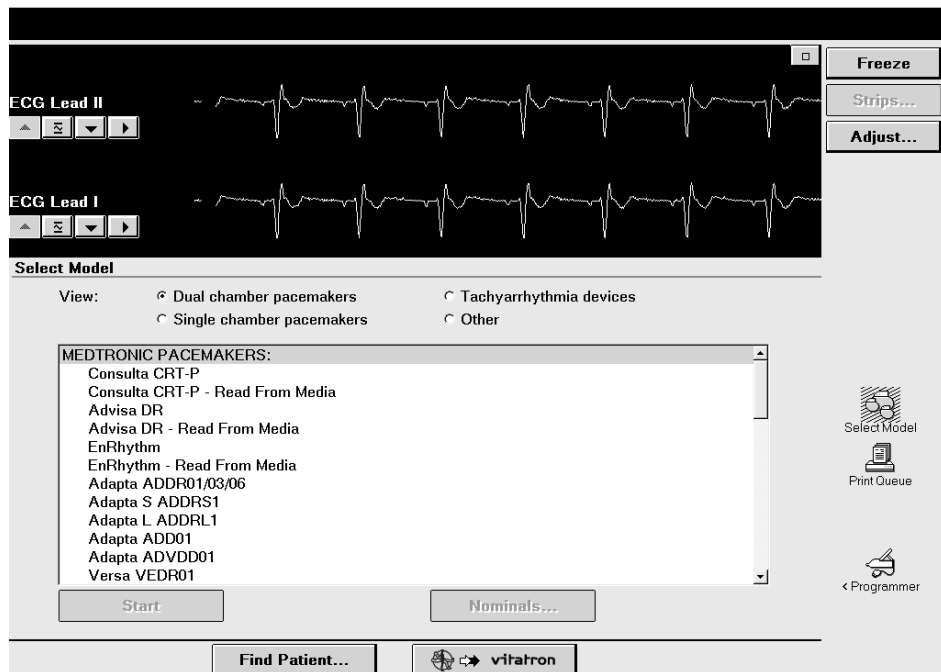 Freeze
ECG Lead II
Strips...
Adjust...
ECG Lead I
Select Model
View:
Dual chamber pacemakers
Tachyarrhythmia devices
Single chamber pacemakers
Other
MEDTRONIC PACEMAKERS:
Consulta CRT-P
Consulta CRT-P - Read From Media
Advisa DR
Advisa DR - Read From Media
EnRhythm
EnRhythm - Read From Media
Adapta ADDR01/03/06
Adapta S ADDRS1
Adapta L ADDRL1
Adapta ADD01
Adapta ADVDD01
Versa VEDR01
Select Model
Print Queue
< Programmer
Start
Nominals...
Find Patient...
vitatron